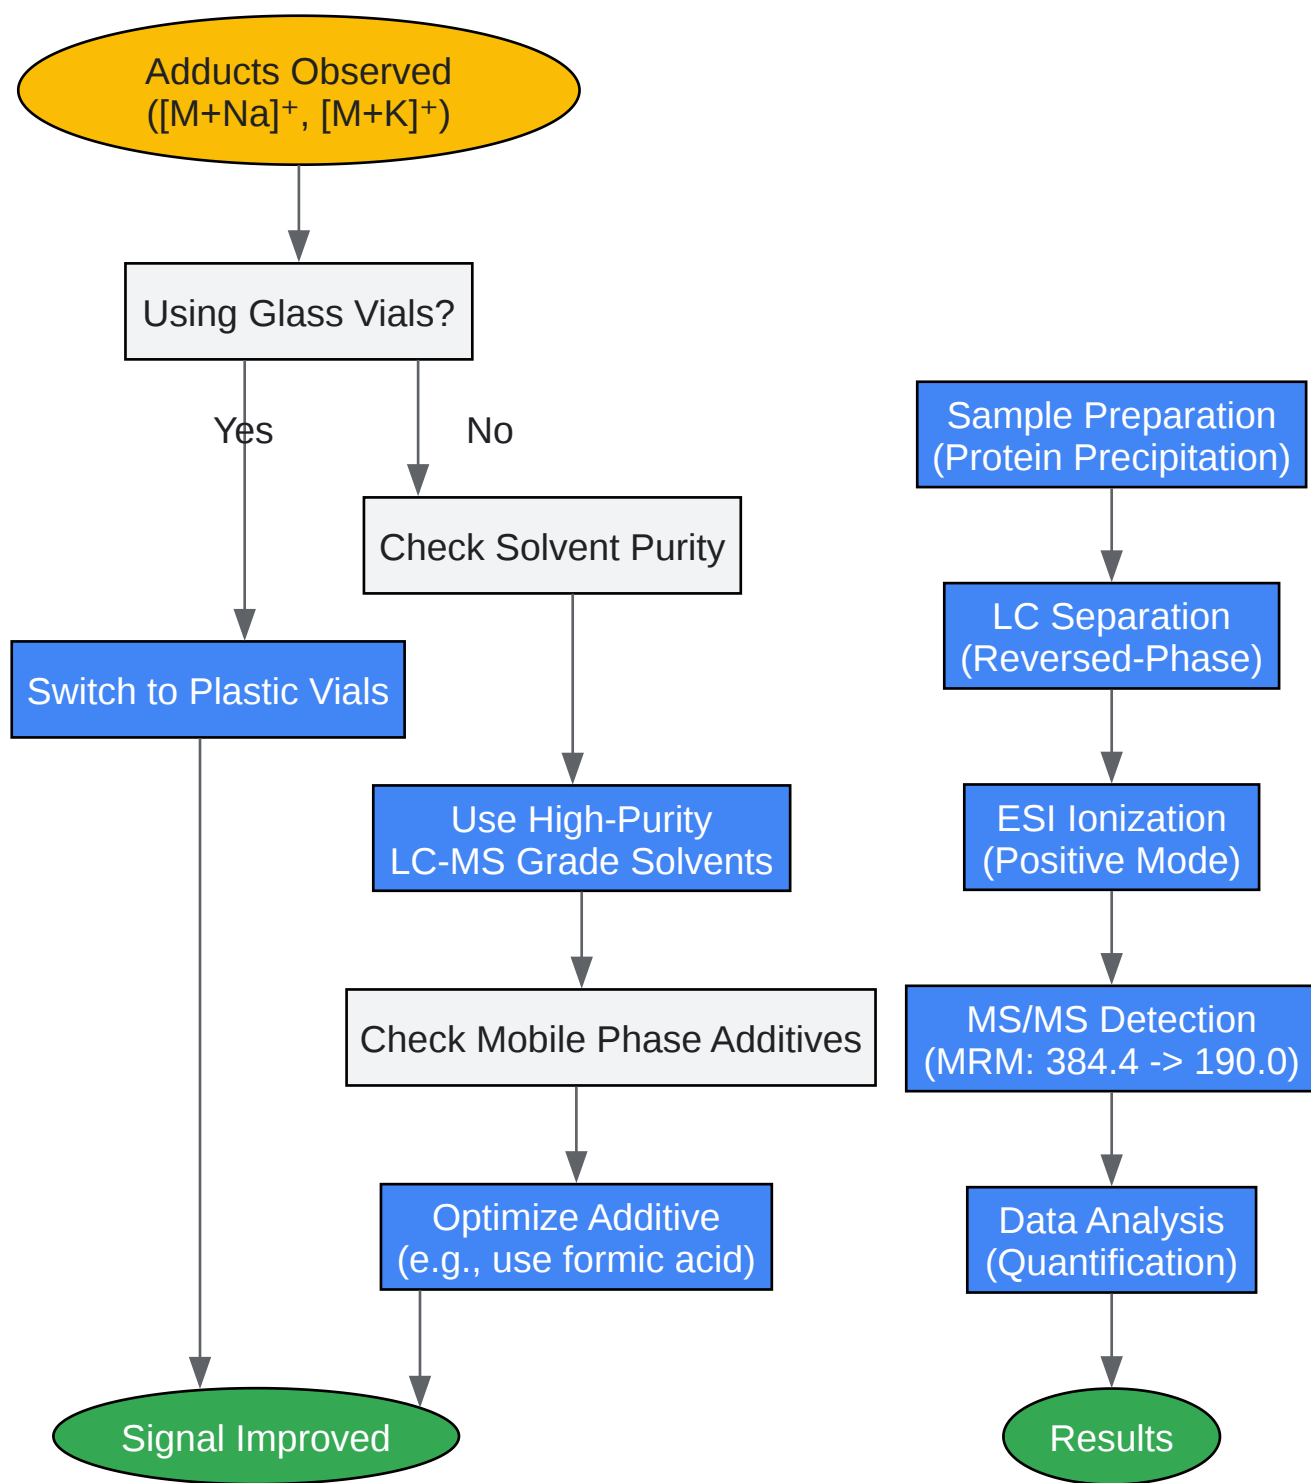 Adducts Observed
([M+Na]⁺, [M+K]⁺)
Using Glass Vials?
Yes
No
Check Solvent Purity
Switch to Plastic Vials
Use High-Purity
LC-MS Grade Solvents
Check Mobile Phase Additives
Optimize Additive
(e.g., use formic acid)
Signal Improved
Sample Preparation
(Protein Precipitation)
LC Separation
(Reversed-Phase)
ESI Ionization
(Positive Mode)
MS/MS Detection
(MRM: 384.4 -> 190.0)
Data Analysis
(Quantification)
Results